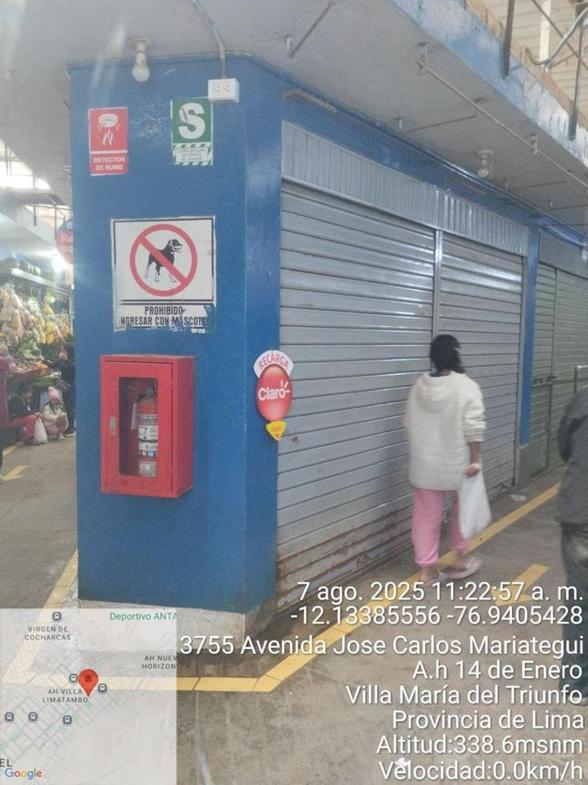 S
DETECTOR
DE HUMO
PROHIBIDO
INGRESAR CON MASCOTAS
RECARGA
Claro
7 ago. 2025 11:22:57 a. m.
-12.13385556 -76.9405428
3755 Avenida Jose Carlos Mariategui
A.h 14 de Enero
Villa María del Triunfo
Provincia de Lima
Altitud:338.6msnm
Velocidad:0.0km/h
Deportivo ANTA
VIRGEN DE
COCHARCAS
AH NUEV
HORIZON
AH VILLA
LIMATAMBO
EL
Google